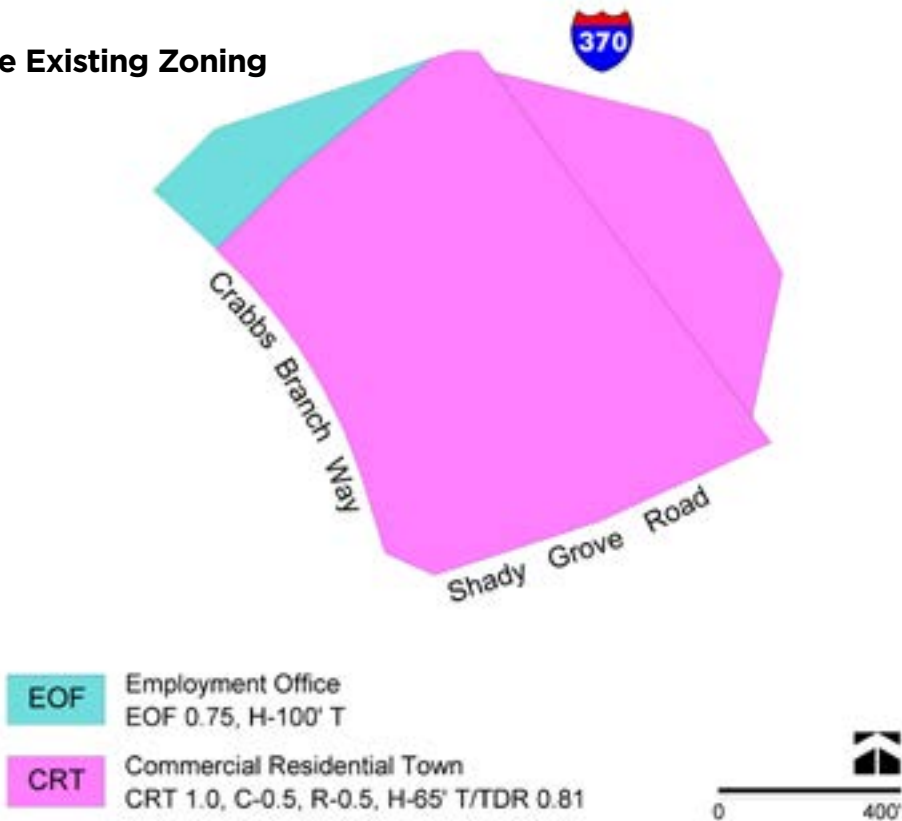 e Existing Zoning
370
Crabbs Branch Way
Shady Grove Road
EOF
Employment Office
EOF 0.75, H-100' T
CRT
Commercial Residential Town
CRT 1.0, C-0.5, R-0.5, H-65' T/TDR 0.81
0 400'